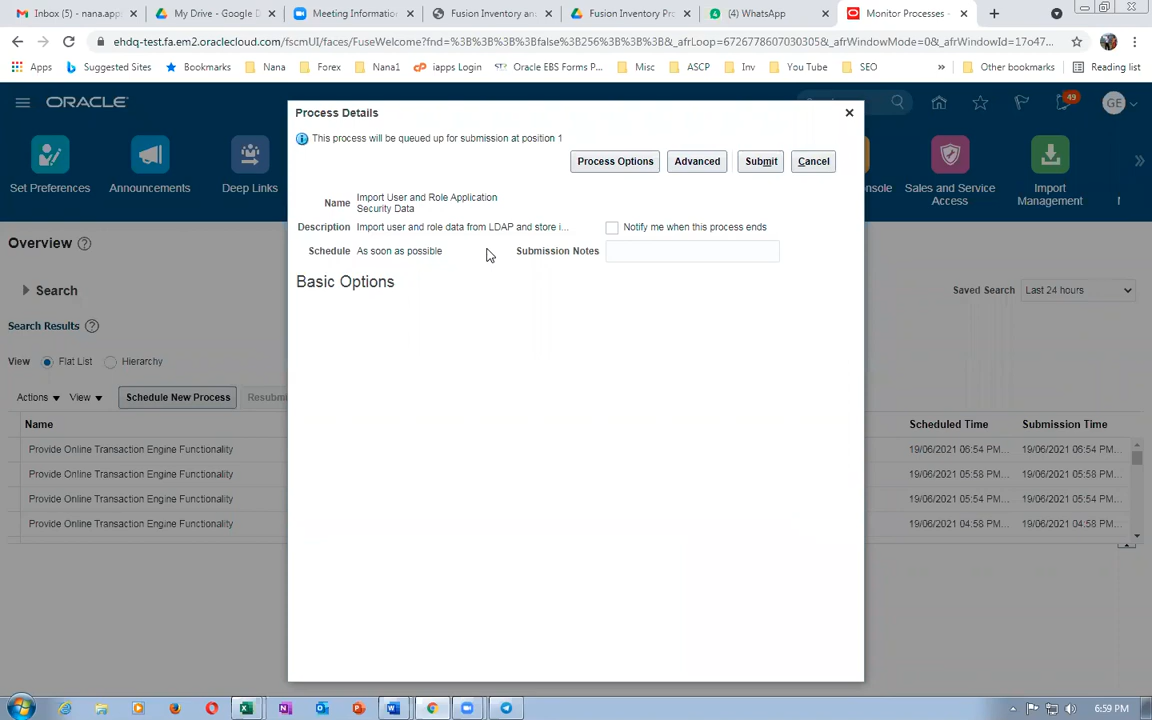 Inbox (5) - nana.apps
My Drive - Google D
Meeting Information
Fusion Inventory an
Fusion Inventory Pro
(4) WhatsApp
Monitor Processes -
ehdq-test.fa.em2.oraclecloud.com/fscmUI/faces/FuseWelcome?fnd=%3B%3B%3B%3Bfalse%3B256%3B%3B%3B&_afrLoop=67267786070303058&_afrWindowMode=0&_afrWindowId=17o47...
Apps
Suggested Sites
Bookmarks
Nana
Forex
Nana1
iapps Login
Oracle EBS Forms P...
Misc
ASCP
Inv
You Tube
SEO
»
Other bookmarks
Reading list
ORACLE
49
GE
Set Preferences
Announcements
Deep Links
onsole
Sales and Service
Access
Import
Management
Overview
Search
Saved Search Last 24 hours
Search Results
View Flat List Hierarchy
Actions View Schedule New Process Resubm
Name Scheduled Time Submission Time
Provide Online Transaction Engine Functionality 19/06/2021 06:54 PM... 19/06/2021 06:54 PM...
Provide Online Transaction Engine Functionality 19/06/2021 05:58 PM... 19/06/2021 05:58 PM...
Provide Online Transaction Engine Functionality 19/06/2021 05:54 PM... 19/06/2021 05:54 PM...
Provide Online Transaction Engine Functionality 19/06/2021 04:58 PM... 19/06/2021 04:58 PM...
Process Details
This process will be queued up for submission at position 1
Process Options Advanced Submit Cancel
Name Import User and Role Application
Security Data
Description Import user and role data from LDAP and store i... Notify me when this process ends
Schedule As soon as possible Submission Notes
Basic Options
6:59 PM